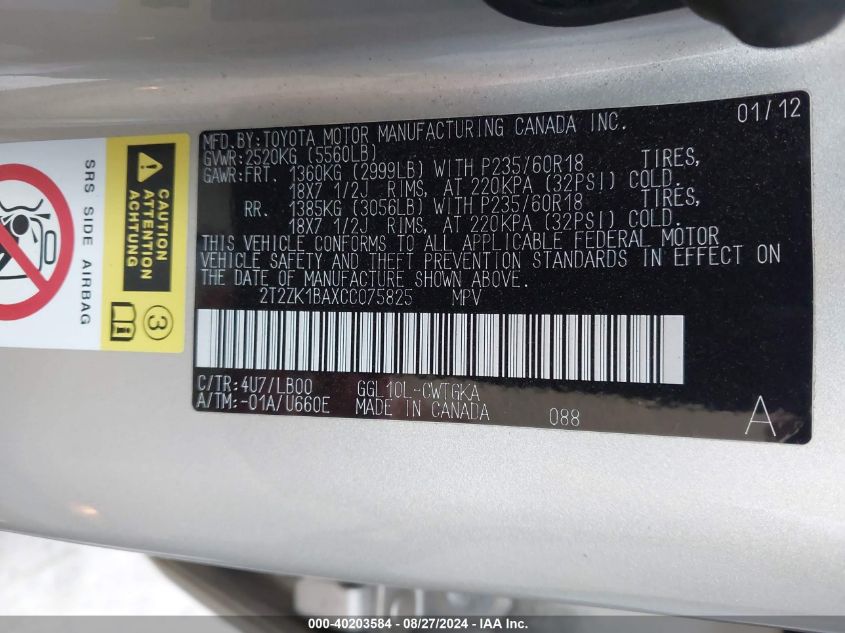 SRS SIDE AIRBAG
CAUTION
ATTENTION
ACHTUNG
3
01/12
MFD.BY:TOYOTA MOTOR MANUFACTURING CANADA INC.
GVWR:2520KG (5560LB)
GAWR:FRT. 1360KG (2999LB) WITH P235/60R18 TIRES,
18X7 1/2J RIMS, AT 220KPA (32PSI) COLD.
RR. 1385KG (3056LB) WITH P235/60R18 TIRES,
18X7 1/2J RIMS, AT 220KPA (32PSI) COLD.
THIS VEHICLE CONFORMS TO ALL APPLICABLE FEDERAL MOTOR
VEHICLE SAFETY AND THEFT PREVENTION STANDARDS IN EFFECT ON
THE DATE OF MANUFACTURE SHOWN ABOVE.
2T2ZK1BAXCC075825 MPV
C/TR:4U7/LB00 GGL10L-CWTGKA
A/TM:-01A/U660E MADE IN CANADA 088 A
000-40203584 - 08/27/2024 - IAA Inc.